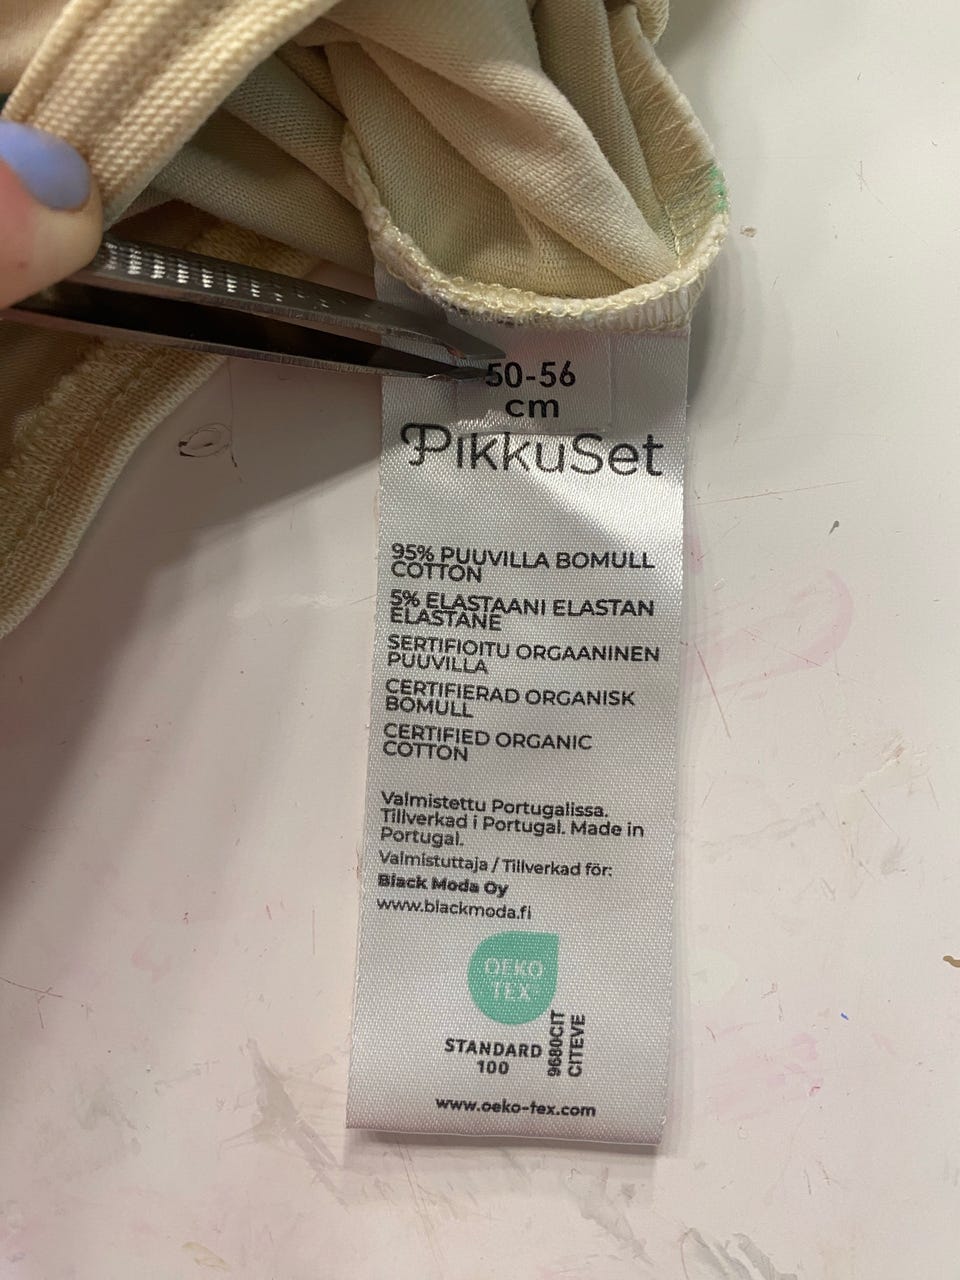 50-56
cm
PikkuSet
95% PUUVILLA BOMULL
COTTON
5% ELASTAANI ELASTAN
ELASTANE
SERTIFIOITU ORGAANINEN
PUUVILLA
CERTIFIERAD ORGANISK
BOMULL
CERTIFIED ORGANIC
COTTON
Valmistettu Portugalissa.
Tillverkad i Portugal. Made in
Portugal.
Valmistuttaja / Tillverkad för:
Black Moda Oy
www.blackmoda.fi
OEKO
TEX®
STANDARD
100
9680CIT
CITEVE
www.oeko-tex.com